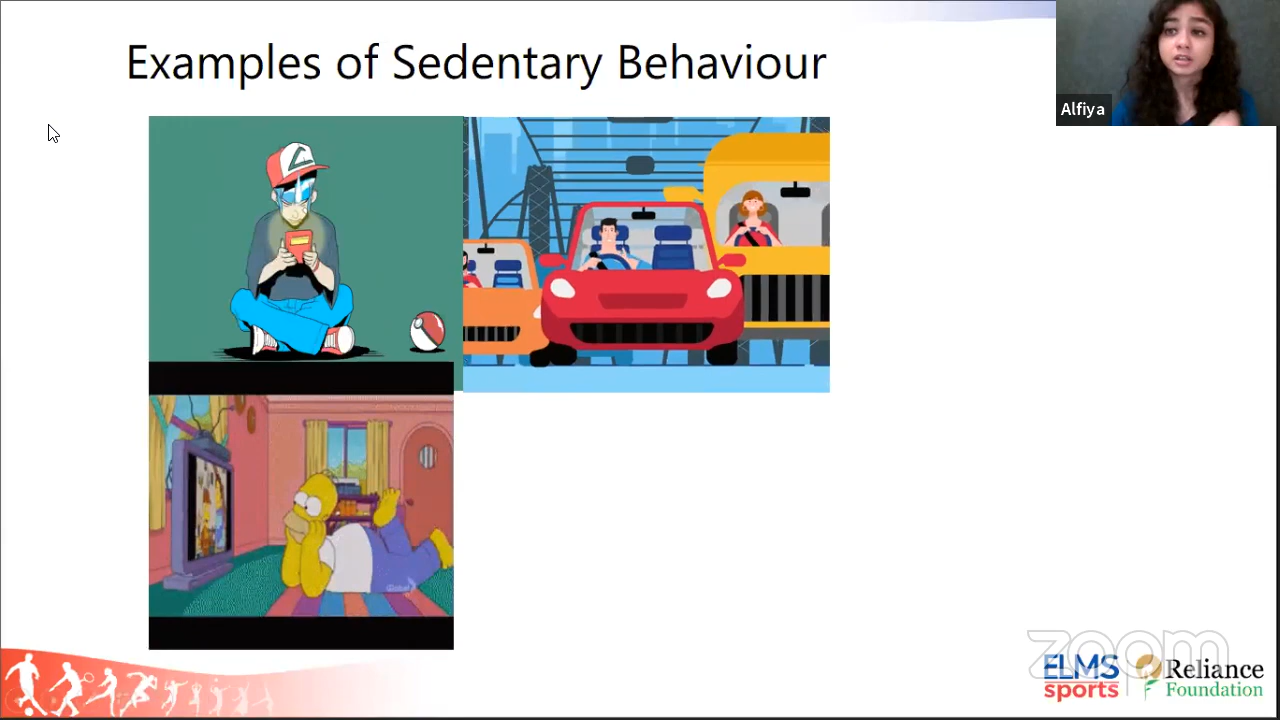 Examples of Sedentary Behaviour
Alfiya
zoom
ELMS
sports
Reliance
Foundation